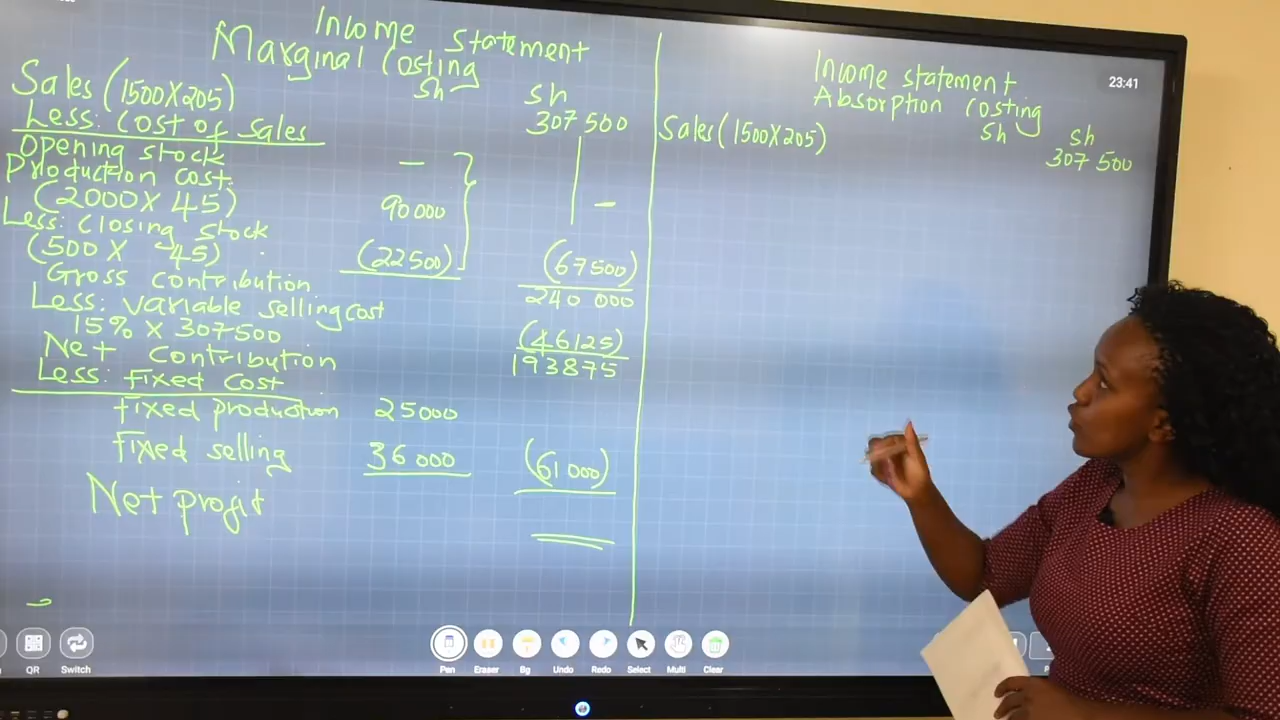 Income Statement
Marginal Costing
sh sh
Sales (1500X205) 307 500
Less: Cost of Sales
Opening stock –
Production cost.
(2000X 45) 90 000 –
Less: Closing stock
(500 X 45) (22500) (67500)
Gross contribution 240 000
Less: Variable selling cost
15% X 307500 (46125)
Net Contribution 193875
Less: Fixed Cost
fixed production 25000
fixed selling 36 000 (61 000)
Net profit
Income statement
Absorption Costing
sh sh
Sales (1500X205) 307 500
23:41
QR
Switch
Pen
Eraser
Bg
Undo
Redo
Select
Multi
Clear